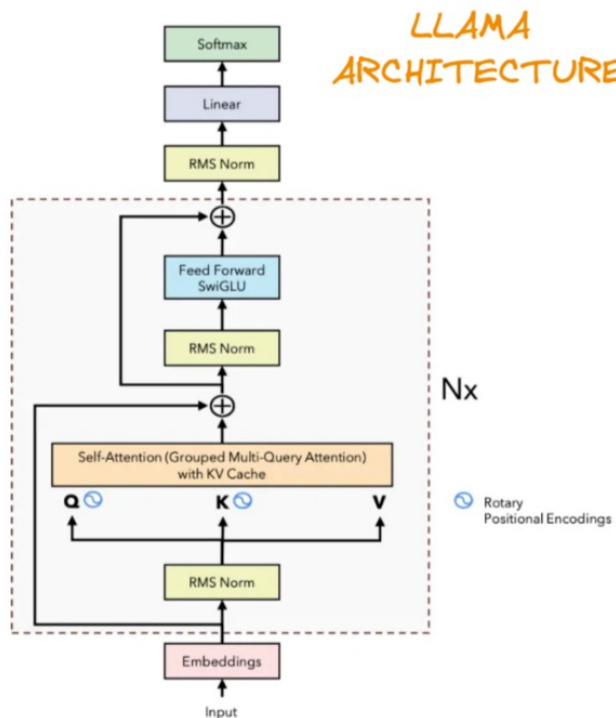 LLAMA
ARCHITECTURE
Softmax
Linear
RMS Norm
Feed Forward
SwiGLU
RMS Norm
Nx
Self-Attention (Grouped Multi-Query Attention)
with KV Cache
Q K V
Rotary
Positional Encodings
RMS Norm
Embeddings
Input